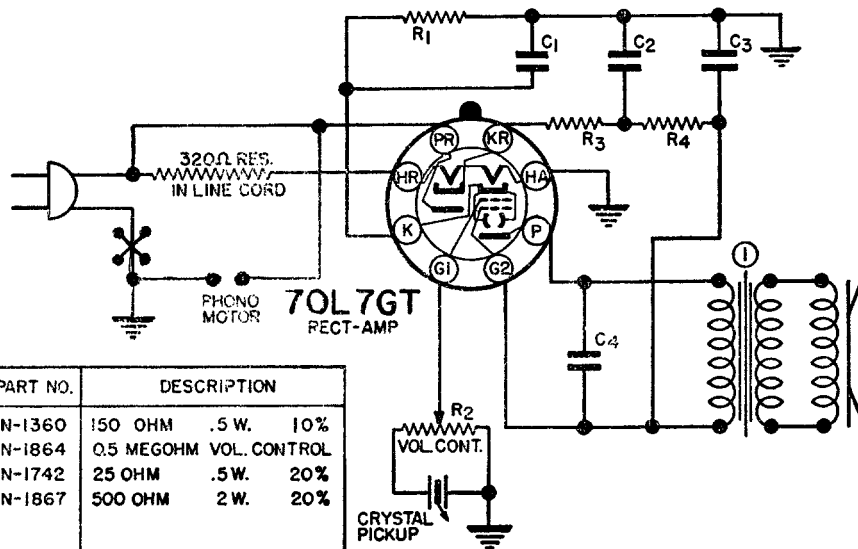 R1
C1
C2
C3
PR
KR
R3
R4
320Ω RES.
IN LINE CORD
HR
HA
K
P
G1
G2
1
PHONO
MOTOR
70L7GT
RECT-AMP
C4
PART NO. DESCRIPTION
N-1360 150 OHM .5 W. 10%
N-1864 0.5 MEGOHM VOL. CONTROL
N-1742 25 OHM .5W. 20%
N-1867 500 OHM 2 W. 20%
R2
VOL. CONT.
CRYSTAL
PICKUP